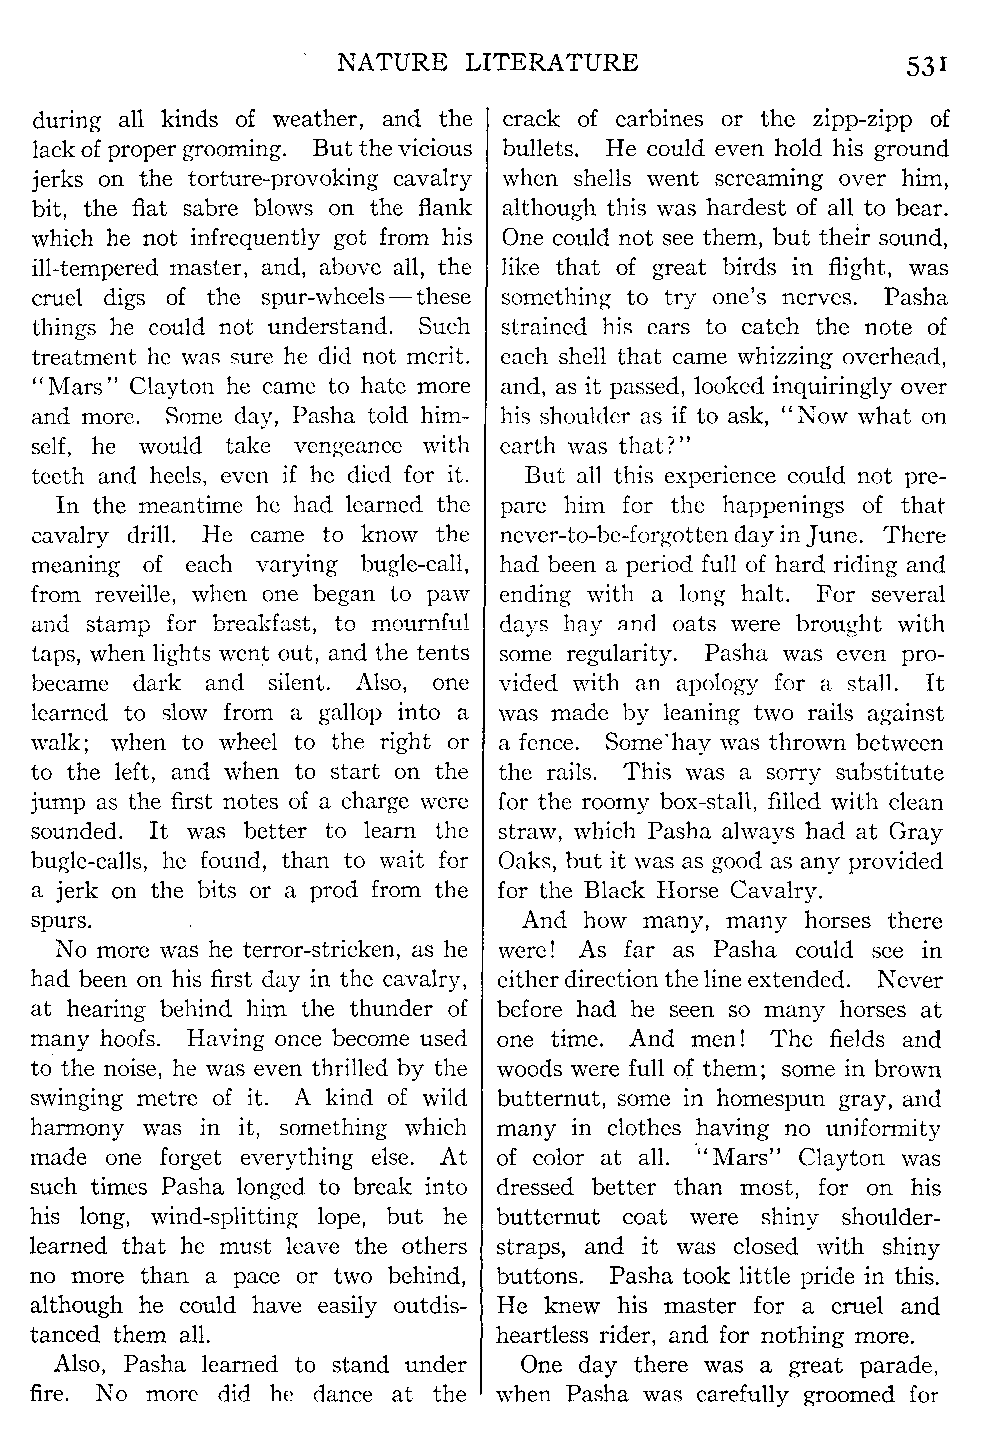 NATURE LITERATURE 531
during all kinds of weather, and the
lack of proper grooming. But the vicious
jerks on the torture-provoking cavalry
bit, the flat sabre blows on the flank
which he not infrequently got from his
ill-tempered master, and, above all, the
cruel digs of the spur-wheels—these
things he could not understand. Such
treatment he was sure he did not merit.
"Mars" Clayton he came to hate more
and more. Some day, Pasha told him-
self, he would take vengeance with
teeth and heels, even if he died for it.
In the meantime he had learned the
cavalry drill. He came to know the
meaning of each varying bugle-call,
from reveille, when one began to paw
and stamp for breakfast, to mournful
taps, when lights went out, and the tents
became dark and silent. Also, one
learned to slow from a gallop into a
walk; when to wheel to the right or
to the left, and when to start on the
jump as the first notes of a charge were
sounded. It was better to learn the
bugle-calls, he found, than to wait for
a jerk on the bits or a prod from the
spurs.
No more was he terror-stricken, as he
had been on his first day in the cavalry,
at hearing behind him the thunder of
many hoofs. Having once become used
to the noise, he was even thrilled by the
swinging metre of it. A kind of wild
harmony was in it, something which
made one forget everything else. At
such times Pasha longed to break into
his long, wind-splitting lope, but he
learned that he must leave the others
no more than a pace or two behind,
although he could have easily outdis-
tanced them all.
Also, Pasha learned to stand under
fire. No more did he dance at the
crack of carbines or the zipp-zipp of
bullets. He could even hold his ground
when shells went screaming over him,
although this was hardest of all to bear.
One could not see them, but their sound,
like that of great birds in flight, was
something to try one's nerves. Pasha
strained his ears to catch the note of
each shell that came whizzing overhead,
and, as it passed, looked inquiringly over
his shoulder as if to ask, "Now what on
earth was that?"
But all this experience could not pre-
pare him for the happenings of that
never-to-be-forgotten day in June. There
had been a period full of hard riding and
ending with a long halt. For several
days hay and oats were brought with
some regularity. Pasha was even pro-
vided with an apology for a stall. It
was made by leaning two rails against
a fence. Some hay was thrown between
the rails. This was a sorry substitute
for the roomy box-stall, filled with clean
straw, which Pasha always had at Gray
Oaks, but it was as good as any provided
for the Black Horse Cavalry.
And how many, many horses there
were! As far as Pasha could see in
either direction the line extended. Never
before had he seen so many horses at
one time. And men! The fields and
woods were full of them; some in brown
butternut, some in homespun gray, and
many in clothes having no uniformity
of color at all. "Mars" Clayton was
dressed better than most, for on his
butternut coat were shiny shoulder-
straps, and it was closed with shiny
buttons. Pasha took little pride in this.
He knew his master for a cruel and
heartless rider, and for nothing more.
One day there was a great parade,
when Pasha was carefully groomed for